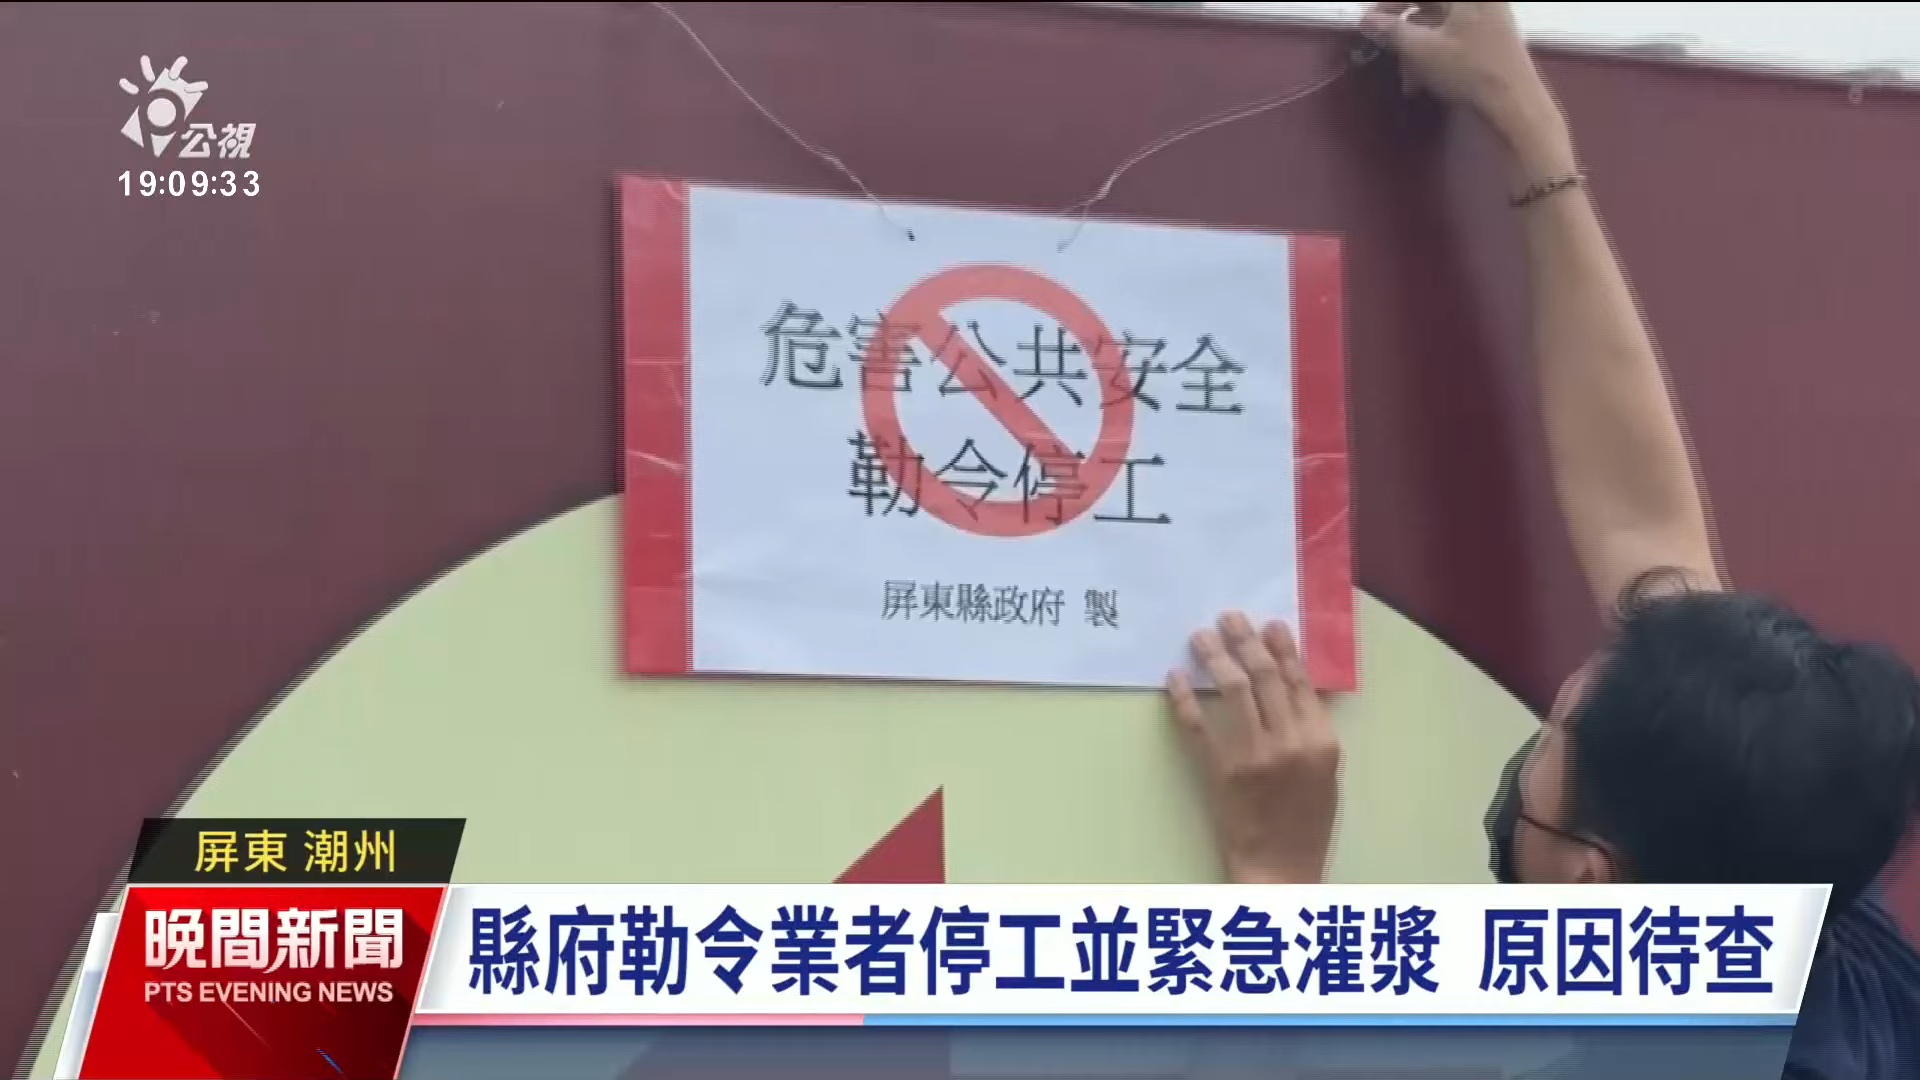 公視
19:09:33
危害公共安全
勒令停工
屏東縣政府 製
屏東 潮州
晚間新聞
PTS EVENING NEWS
縣府勒令業者停工並緊急灌漿 原因待查